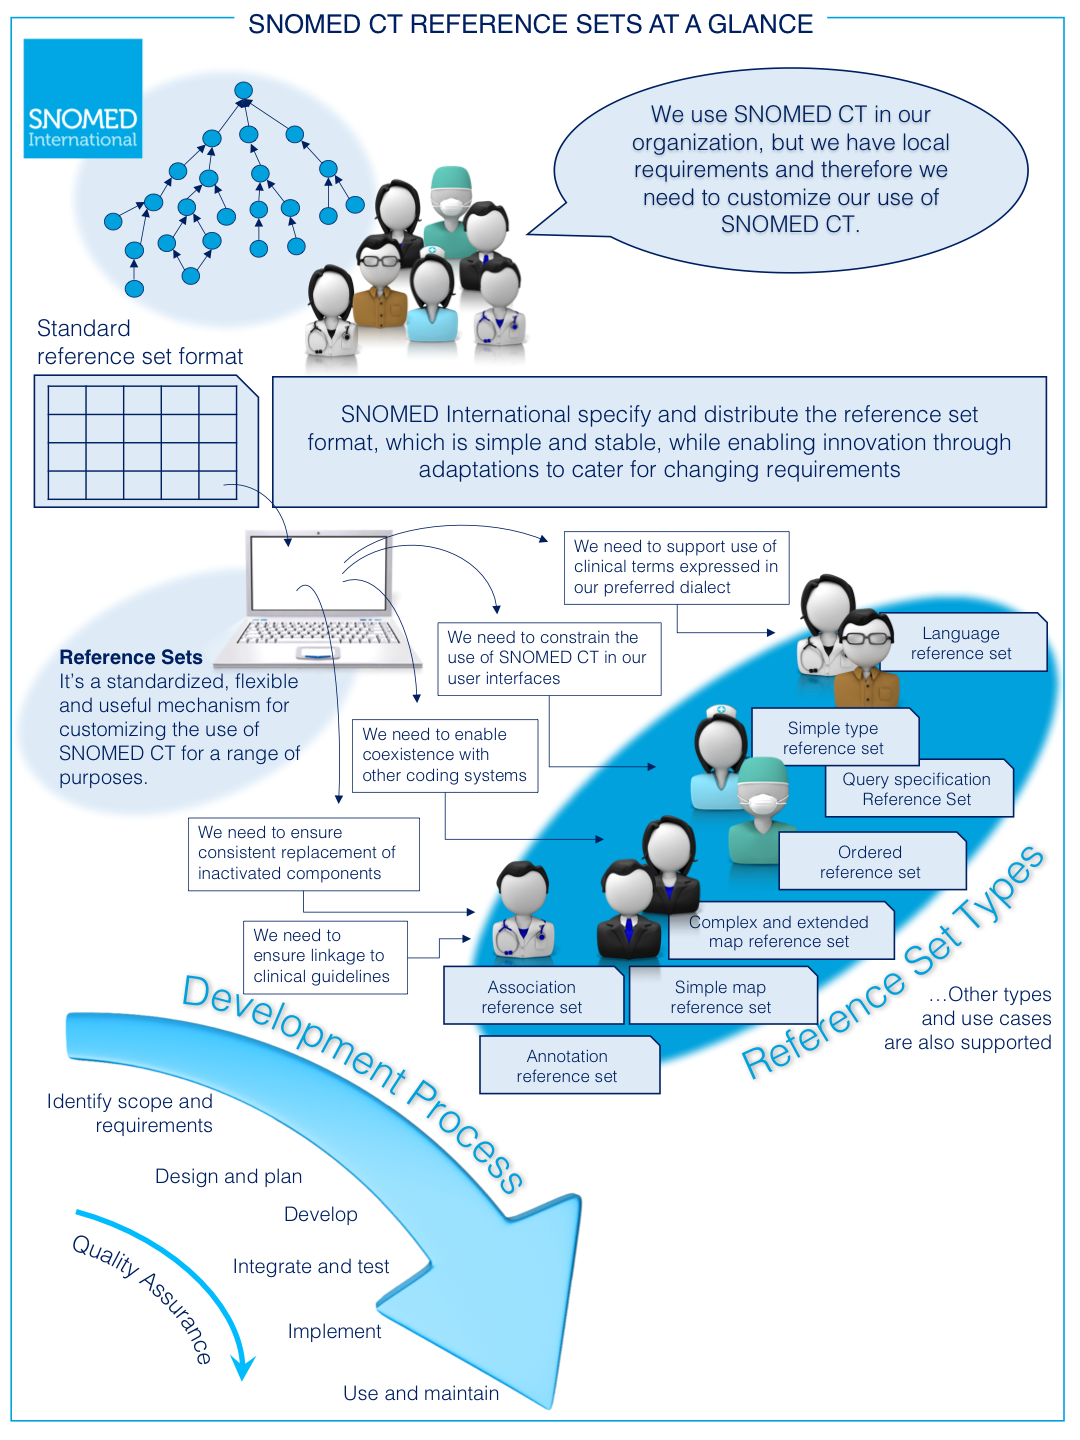 SNOMED CT REFERENCE SETS AT A GLANCE
SNOMED
International
We use SNOMED CT in our
organization, but we have local
requirements and therefore we
need to customize our use of
SNOMED CT.
Standard
reference set format
SNOMED International specify and distribute the reference set
format, which is simple and stable, while enabling innovation through
adaptations to cater for changing requirements
We need to support use of
clinical terms expressed in
our preferred dialect
We need to constrain the
use of SNOMED CT in our
user interfaces
Reference Sets
It's a standardized, flexible
and useful mechanism for
customizing the use of
SNOMED CT for a range of
purposes.
We need to enable
coexistence with
other coding systems
We need to ensure
consistent replacement of
inactivated components
We need to
ensure linkage to
clinical guidelines
Language
reference set
Simple type
reference set
Query specification
Reference Set
Ordered
reference set
Complex and extended
map reference set
Association
reference set
Simple map
reference set
Annotation
reference set
Reference Set Types
…Other types
and use cases
are also supported
Development Process
Identify scope and
requirements
Design and plan
Develop
Integrate and test
Implement
Use and maintain
Quality Assurance